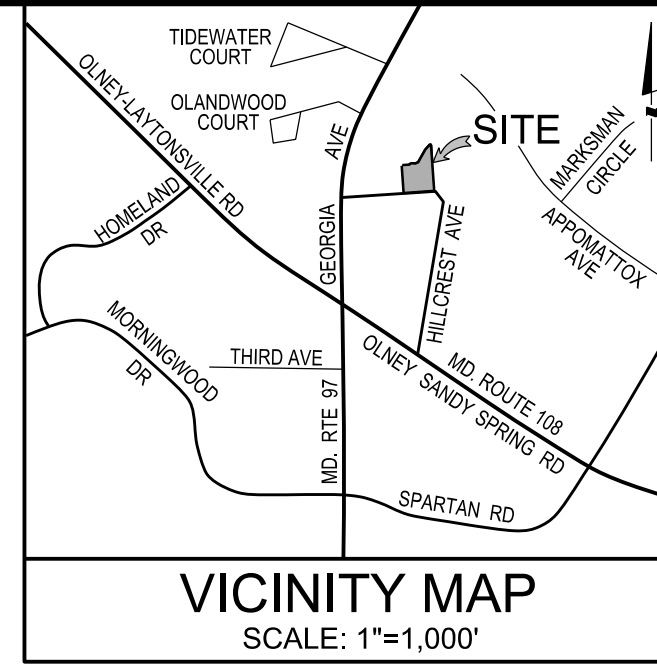 TIDEWATER
COURT
OLNEY-LAYTONSVILLE RD
OLANDWOOD
COURT
AVE
SITE
MARKSMAN
CIRCLE
HOMELAND
DR
GEORGIA
HILLCREST AVE
APPOMATTOX
AVE
MORNINGWOOD
DR
THIRD AVE
MD. ROUTE 108
OLNEY SANDY SPRING RD
MD. RTE 97
SPARTAN RD
VICINITY MAP
SCALE: 1"=1,000'